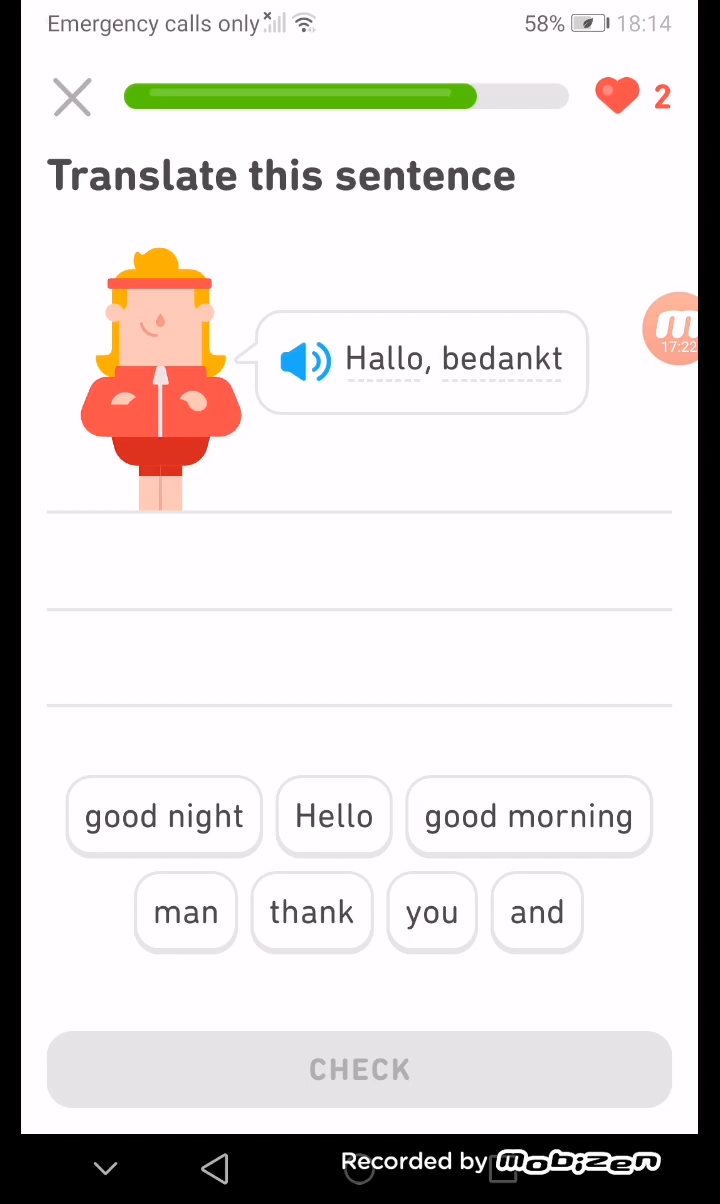 Emergency calls only 58% 18:14
2
Translate this sentence
17:22
Hallo, bedankt
good night Hello good morning
man thank you and
CHECK
Recorded by Mobizen